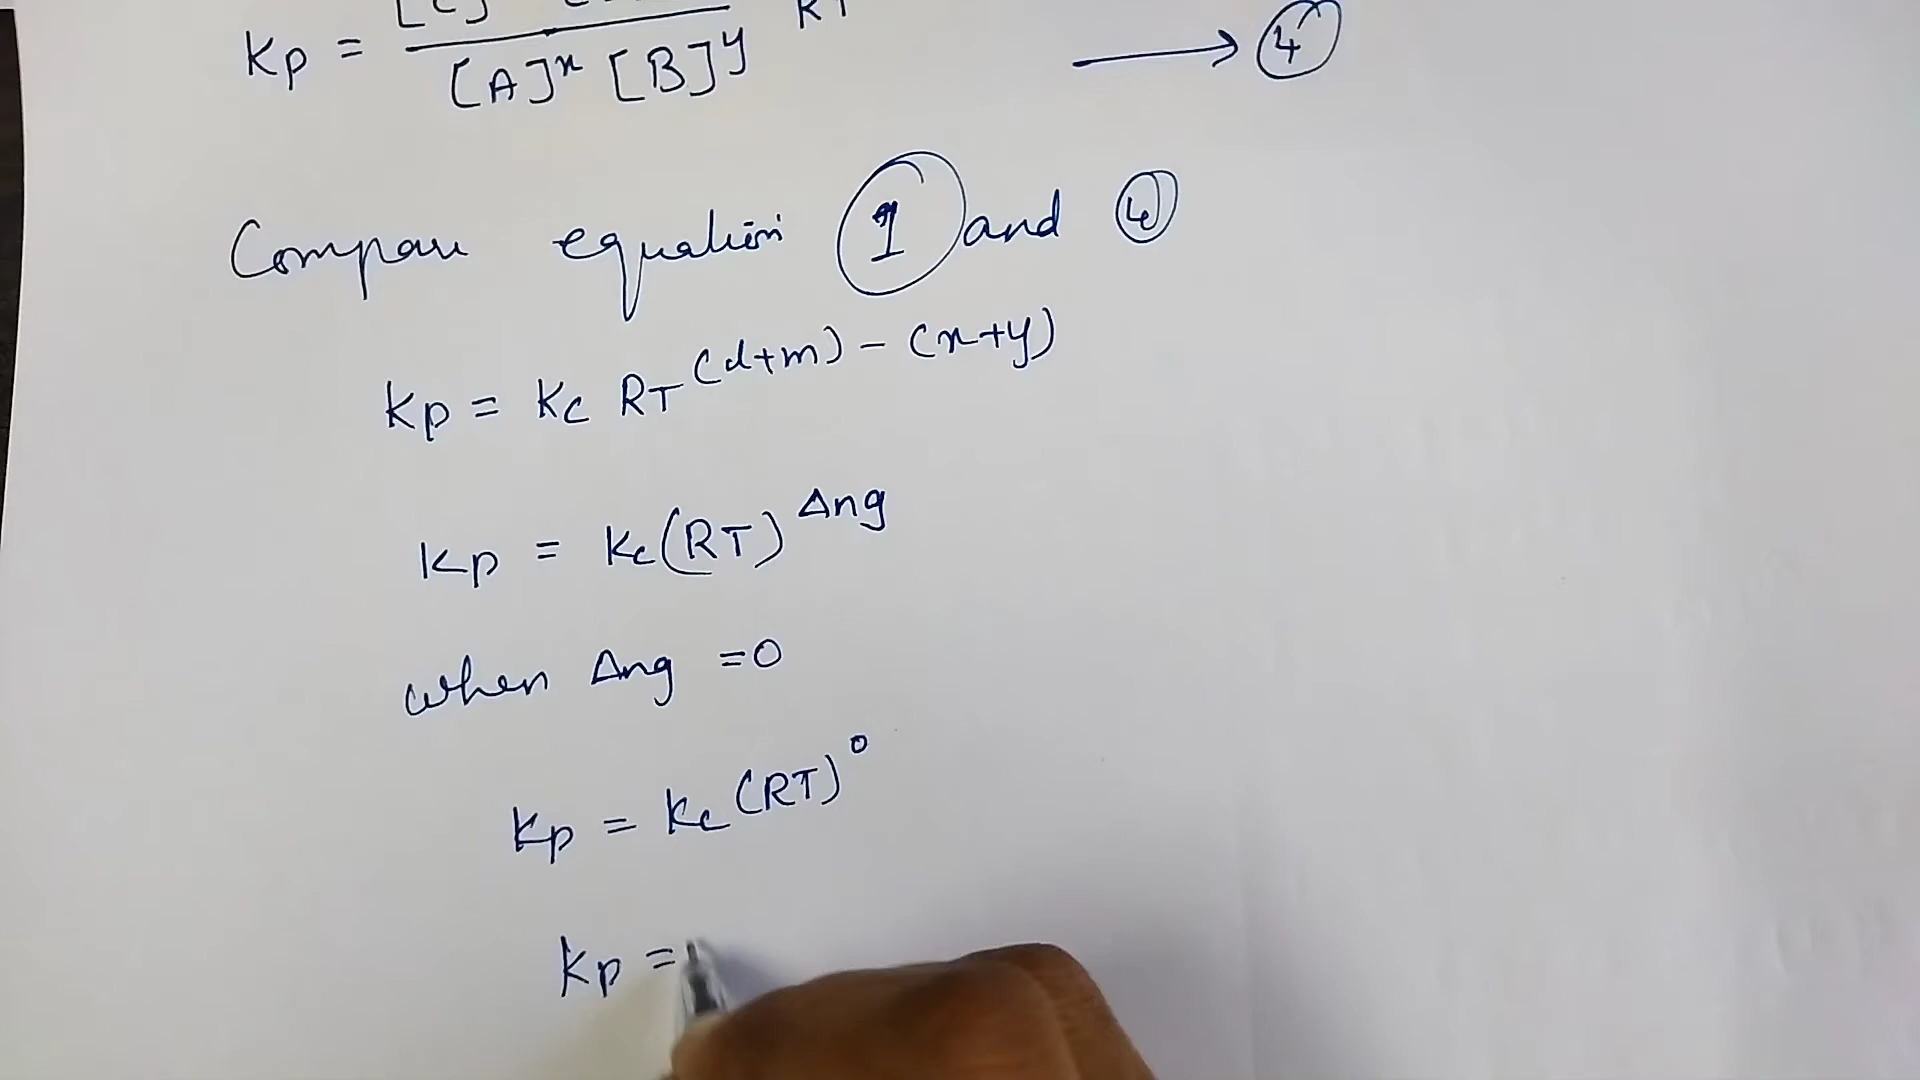 Kp = [C] / [A]^x [B]^y RT → 4
Compare equation 1 and 4
Kp = Kc RT^(d+m) - (x+y)
Kp = Kc (RT)^Δng
when Δng = 0
Kp = Kc (RT)^0
Kp =